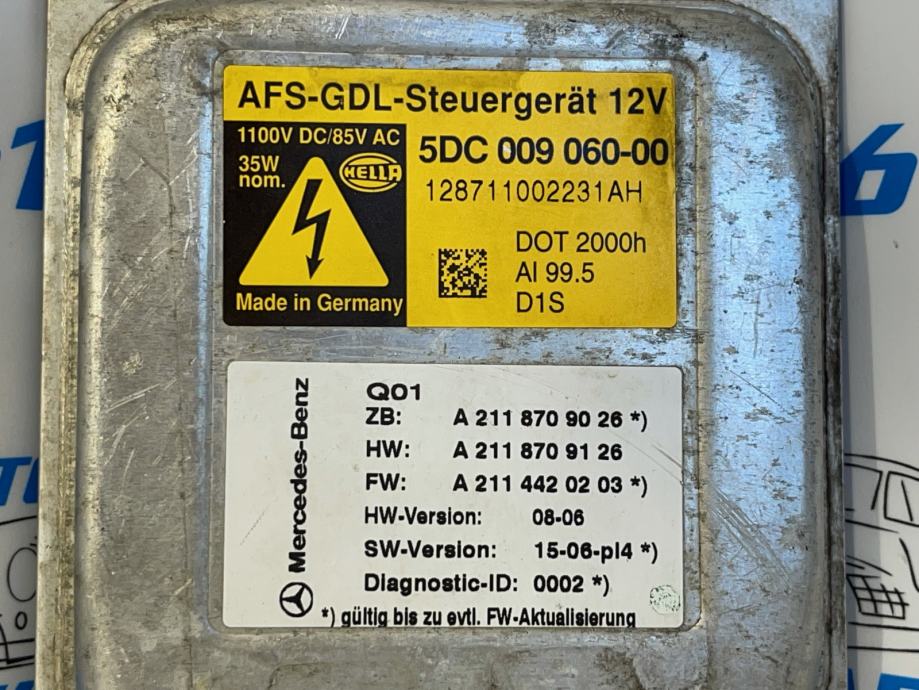 AFS-GDL-Steuergerät 12V
1100V DC/85V AC
35W
nom.
HELLA
Made in Germany
5DC 009 060-00
128711002231AH
DOT 2000h
Al 99.5
D1S
Mercedes-Benz
Q01
ZB: A 211 870 90 26 *)
HW: A 211 870 91 26
FW: A 211 442 02 03 *)
HW-Version: 08-06
SW-Version: 15-06-pl4 *)
Diagnostic-ID: 0002 *)
*) gültig bis zu evtl. FW-Aktualisierung